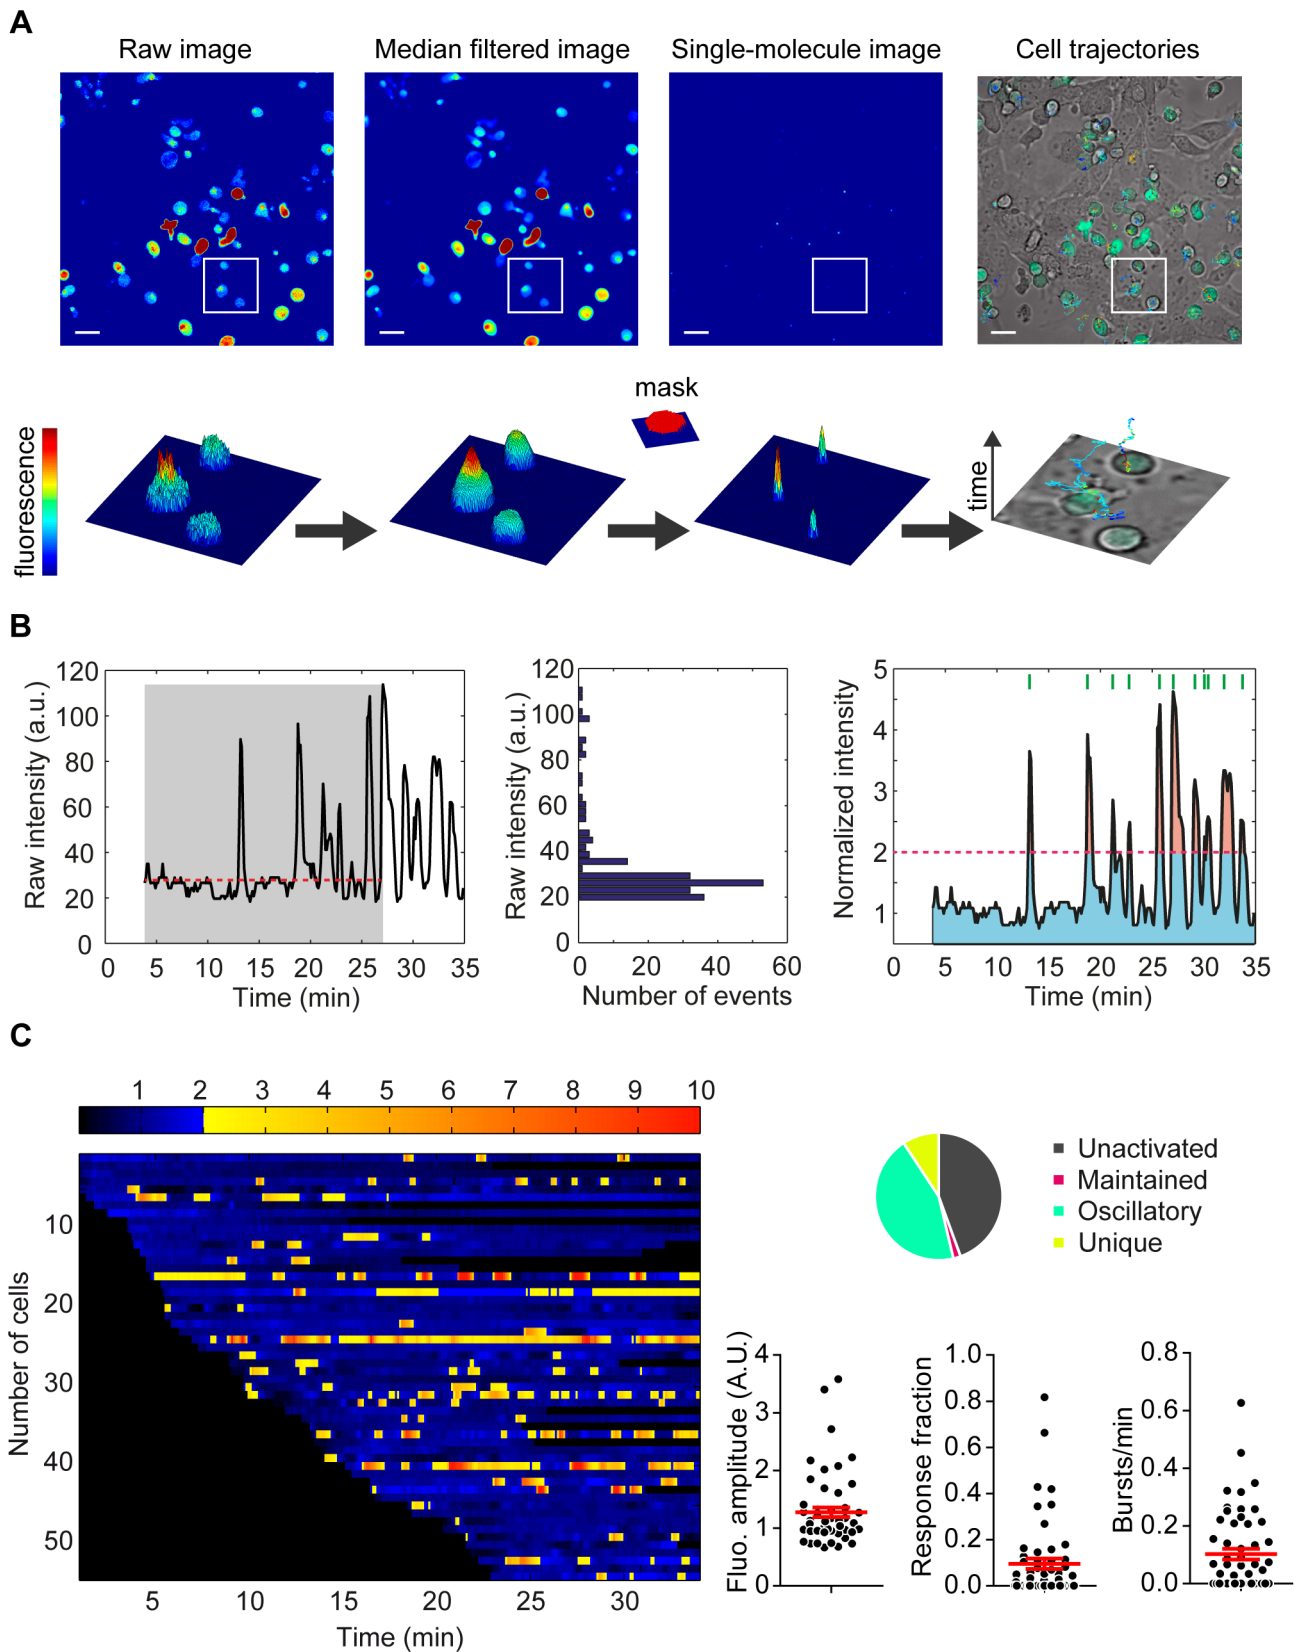 A
Raw image
Median filtered image
Single-molecule image
Cell trajectories
mask
fluorescence
time
B
Raw intensity (a.u.)
120
100
80
60
40
20
0
0 5 10 15 20 25 30 35
Time (min)
Raw intensity (a.u.)
120
100
80
60
40
20
0
0 20 40 60
Number of events
Normalized intensity
5
4
3
2
1
0 5 10 15 20 25 30 35
Time (min)
C
1 2 3 4 5 6 7 8 9 10
Number of cells
10
20
30
40
50
5 10 15 20 25 30
Time (min)
Unactivated
Maintained
Oscillatory
Unique
Fluo. amplitude (A.U.)
4
3
2
1
0
Response fraction
1.0
0.8
0.6
0.4
0.2
0.0
Bursts/min
0.8
0.6
0.4
0.2
0.0